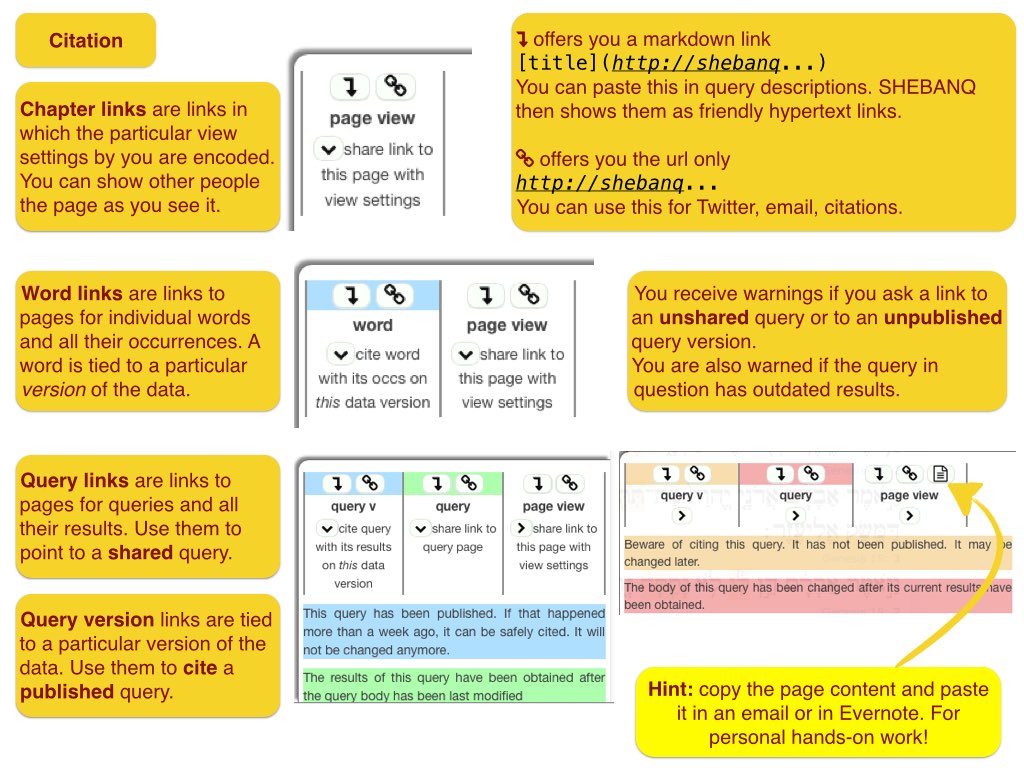 Citation
Chapter links are links in
which the particular view
settings by you are encoded.
You can show other people
the page as you see it.
page view
share link to
this page with
view settings
offers you a markdown link
[title](http://shebanq...)
You can paste this in query descriptions. SHEBANQ
then shows them as friendly hypertext links.
offers you the url only
http://shebanq...
You can use this for Twitter, email, citations.
Word links are links to
pages for individual words
and all their occurrences. A
word is tied to a particular
version of the data.
word
cite word
with its occs on
this data version
page view
share link to
this page with
view settings
You receive warnings if you ask a link to
an unshared query or to an unpublished
query version.
You are also warned if the query in
question has outdated results.
Query links are links to
pages for queries and all
their results. Use them to
point to a shared query.
Query version links are tied
to a particular version of the
data. Use them to cite a
published query.
query v
cite query
with its results
on this data
version
query
share link to
query page
page view
share link to
this page with
view settings
This query has been published. If that happened
more than a week ago, it can be safely cited. It will
not be changed anymore.
The results of this query have been obtained after
the query body has been last modified
query v
query
page view
Beware of citing this query. It has not been published. It may be
changed later.
The body of this query has been changed after its current results have
been obtained.
Hint: copy the page content and paste
it in an email or in Evernote. For
personal hands-on work!